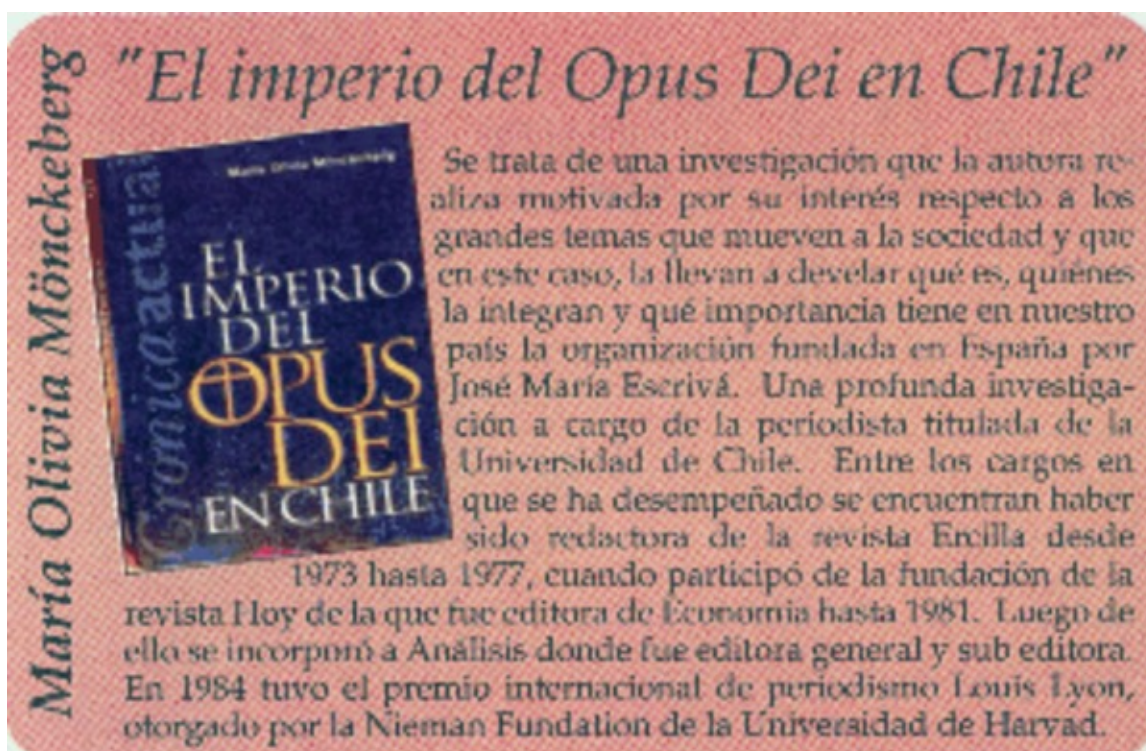 María Olivia Mönckeberg
"El imperio del Opus Dei en Chile"
Crónica actual
María Olivia Mönckeberg
EL
IMPERIO
DEL
OPUS
DEI
EN CHILE
Se trata de una investigación que la autora re-
aliza motivada por su interés respecto a los
grandes temas que mueven a la sociedad y que
en este caso, la llevan a develar qué es, quiénes
la integran y qué importancia tiene en nuestro
país la organización fundada en España por
José María Escrivá. Una profunda investiga-
ción a cargo de la periodista titulada de la
Universidad de Chile. Entre los cargos en
que se ha desempeñado se encuentran haber
sido redactora de la revista Ercilla desde
1973 hasta 1977, cuando participó de la fundación de la
revista Hoy de la que fue editora de Economía hasta 1981. Luego de
ello se incorporó a Análisis donde fue editora general y sub editora.
En 1984 tuvo el premio internacional de periodismo Louis Lyon,
otorgado por la Nieman Fundation de la Universidad de Harvad.